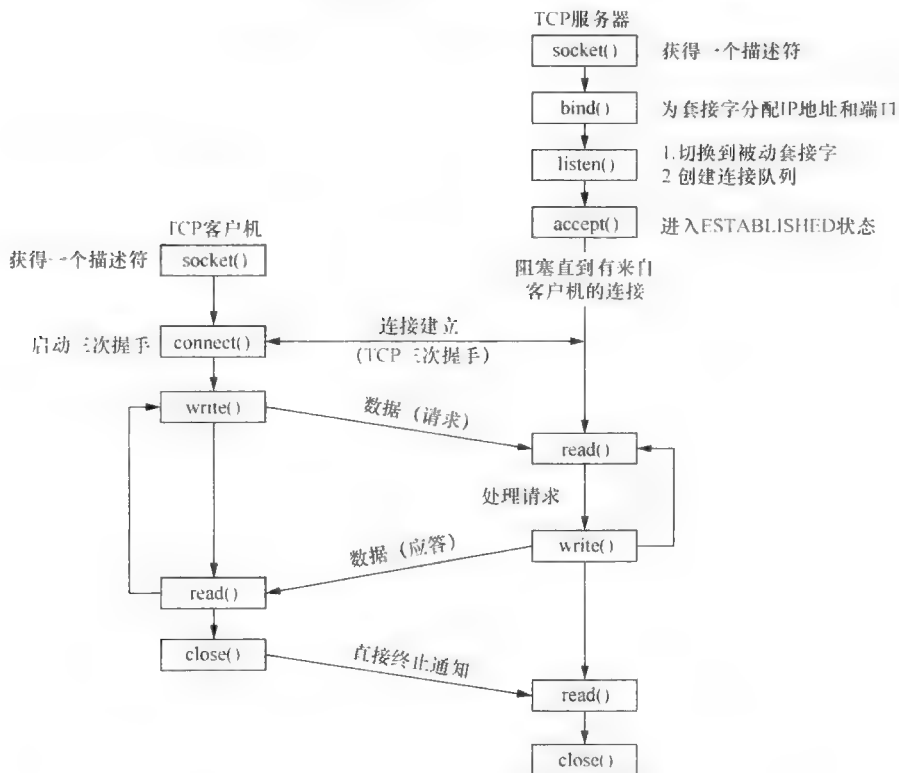 TCP服务器
socket()
获得一个描述符
bind()
为套接字分配IP地址和端口
listen()
1.切换到被动套接字
2 创建连接队列
accept()
进入ESTABLISHED状态
阻塞直到有来自
客户机的连接
TCP客户机
获得一个描述符
socket()
启动三次握手
connect()
连接建立
(TCP三次握手)
write()
数据（请求）
read()
处理请求
write()
数据（应答）
read()
close()
直接终止通知
read()
close()